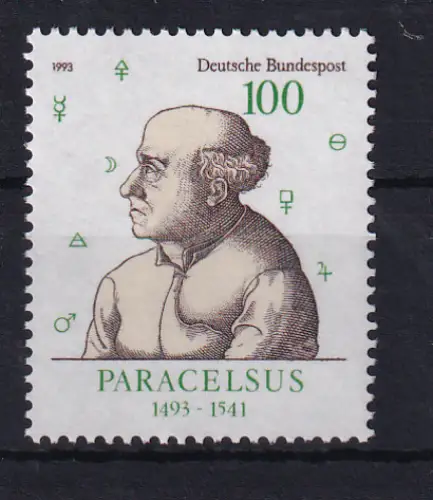 1993 Deutsche Bundespost
100
PARACELSUS
1493 - 1541